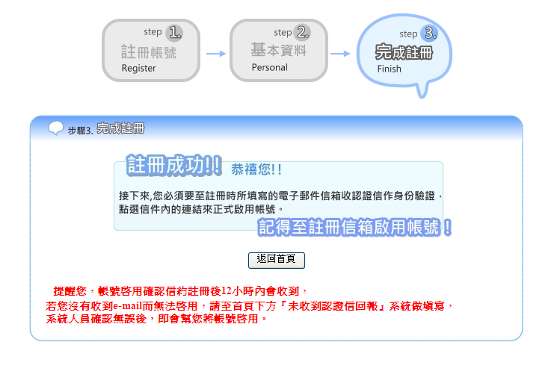 step 1.
註冊帳號
Register
step 2.
基本資料
Personal
step 3.
完成註冊
Finish
步驟3. 完成註冊
註冊成功!! 恭禧您!!
接下來,您必須要至註冊時所填寫的電子郵件信箱收認證信作身份驗證，
點選信件內的連結來正式啟用帳號。
記得至註冊信箱啟用帳號！
返回首頁
提醒您，帳號啓用確認信約註冊後12小時內會收到，
若您沒有收到e-mail而無法啓用，請至首頁下方『未收到認證信回報』系統做填寫，
系統人員確認無誤後，即會幫您將帳號啓用。